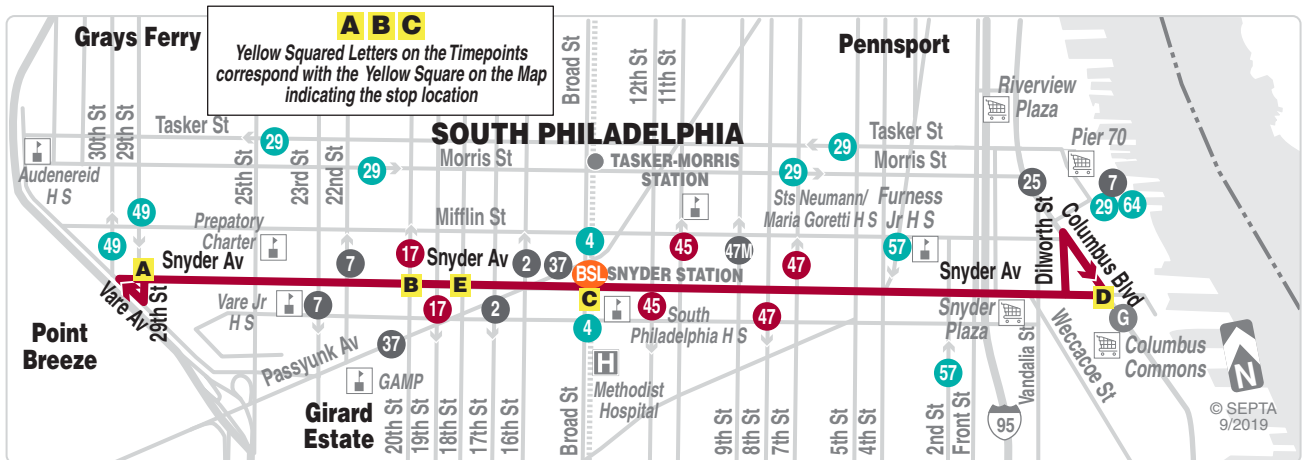 Grays Ferry
A B C
Yellow Squared Letters on the Timepoints
correspond with the Yellow Square on the Map
indicating the stop location
Broad St
12th St
11th St
Pennsport
Riverview
Plaza
Pier 70
30th St
29th St
Tasker St
29
25th St
23rd St
22nd St
SOUTH PHILADELPHIA
TASKER-MORRIS
STATION
29
Tasker St
Morris St
29
Morris St
29
25
7
29
64
Audenereid
H S
49
49
Prepatory
Charter
Mifflin St
Sts Neumann/
Maria Goretti H S
Furness
Jr H S
Dilworth St
Columbus Blvd
A
Snyder Av
7
17
Snyder Av
2
37
4
BSL
SNYDER STATION
45
47M
47
57
Snyder Av
B
E
C
D
G
Vare Av
29th St
Vare Jr
H S
7
17
2
4
45
South
Philadelphia H S
47
Snyder
Plaza
Vandalia St
Weccacoe St
Columbus
Commons
Point
Breeze
Passyunk Av
37
GAMP
Girard
Estate
20th St
19th St
18th St
17th St
16th St
Broad St
H
Methodist
Hospital
9th St
8th St
7th St
5th St
4th St
57
2nd St
Front St
95
N
© SEPTA
9/2019